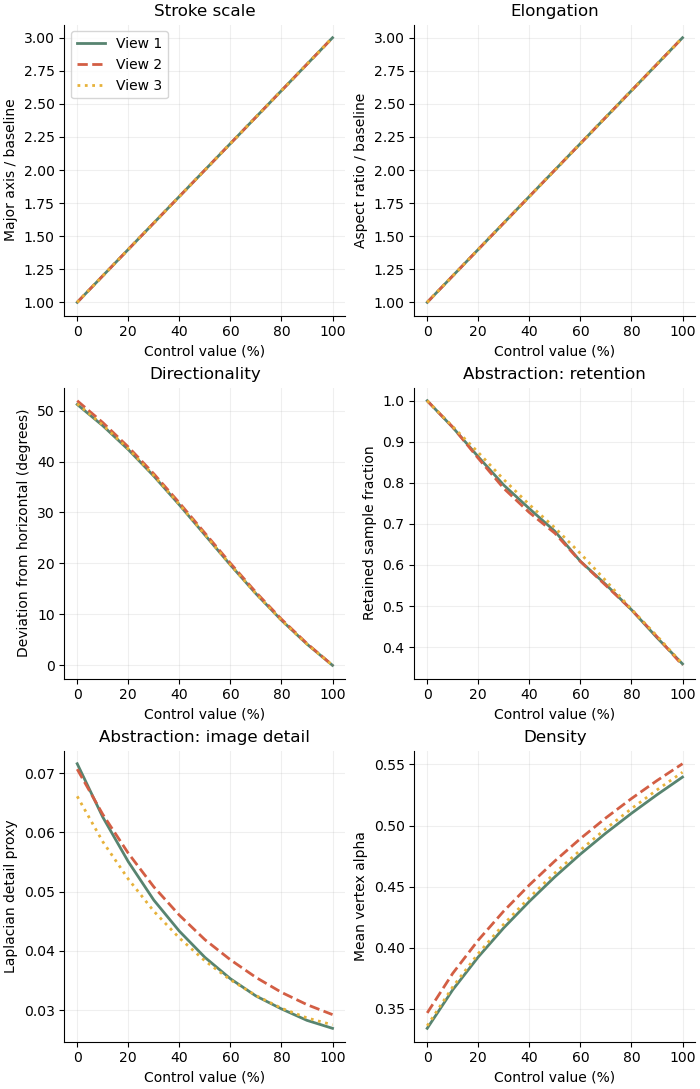 Stroke scale
Major axis / baseline
3.00
2.75
2.50
2.25
2.00
1.75
1.50
1.25
1.00
View 1
View 2
View 3
0 20 40 60 80 100
Control value (%)
Elongation
Aspect ratio / baseline
3.00
2.75
2.50
2.25
2.00
1.75
1.50
1.25
1.00
0 20 40 60 80 100
Control value (%)
Directionality
Deviation from horizontal (degrees)
50
40
30
20
10
0
0 20 40 60 80 100
Control value (%)
Abstraction: retention
Retained sample fraction
1.0
0.9
0.8
0.7
0.6
0.5
0.4
0 20 40 60 80 100
Control value (%)
Abstraction: image detail
Laplacian detail proxy
0.07
0.06
0.05
0.04
0.03
0 20 40 60 80 100
Control value (%)
Density
Mean vertex alpha
0.55
0.50
0.45
0.40
0.35
0 20 40 60 80 100
Control value (%)